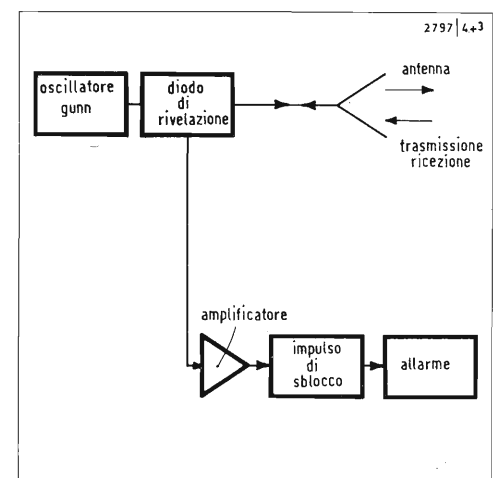 2797|4+3
oscillatore
gunn
diodo
di
rivelazione
antenna
trasmissione
ricezione
amplificatore
impulso
di
sblocco
allarme